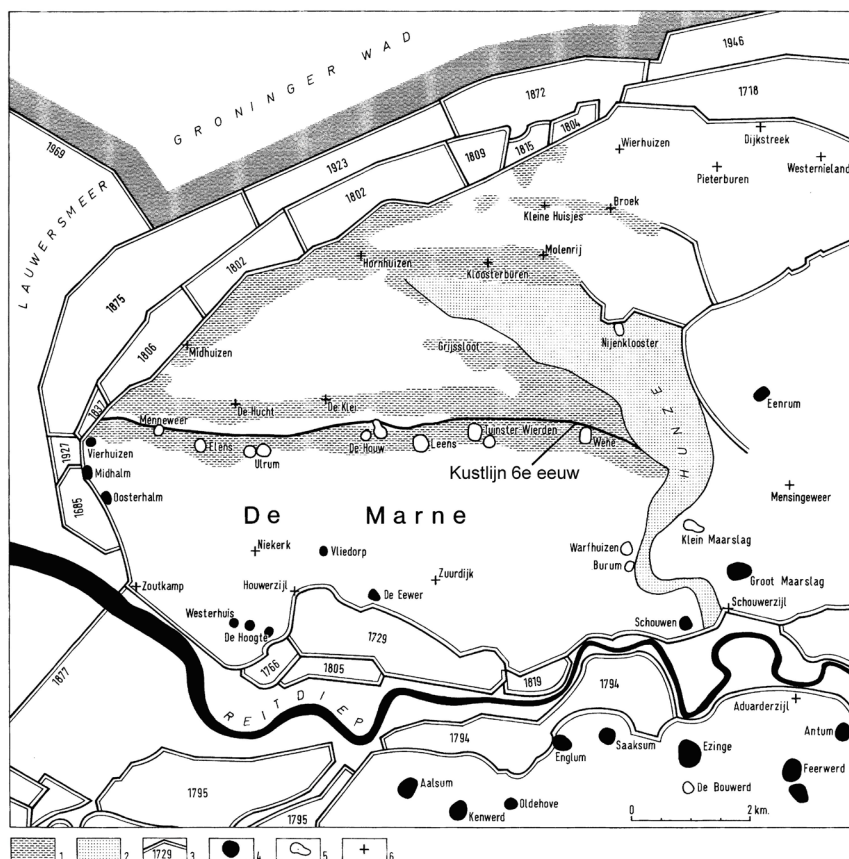 GRONINGER WAD
LAUWERSMEER
1946
1718
1872
1804
1815
1809
1923
1969
1802
1802
1875
1806
1837
1927
1685
Wierhuizen
Dijkstreek
Pieterburen
Westernieland
Kleine Huisjes
Broek
Hornhuizen
Kloosterburen
Molenrij
Midhuizen
Grijssloot
Nijenklooster
HUNZE
Eenrum
De Hucht
De Klei
Menneweer
Elens
Ulrum
De Houw
Leens
Tuinster Wierden
Wehe
Kustlijn 6e eeuw
Vierhuizen
Midhalm
Oosterhalm
De Marne
Mensingeweer
Klein Maarslag
Groot Maarslag
Niekerk
Vliedorp
Zuurdijk
Warfhuizen
Burum
Zoutkamp
Houwerzijl
De Eewer
Schouwerzijl
Schouwen
Westerhuis
De Hoogte
1729
1766
1805
1819
1794
1877
REITDIEP
1794
Aduarderzijl
Antum
Englum
Saaksum
Ezinge
Feerwerd
De Bouwerd
Aalsum
Kenwerd
Oldehove
1795
1795
0 2 km.
1 2 1729 3 4 5 6